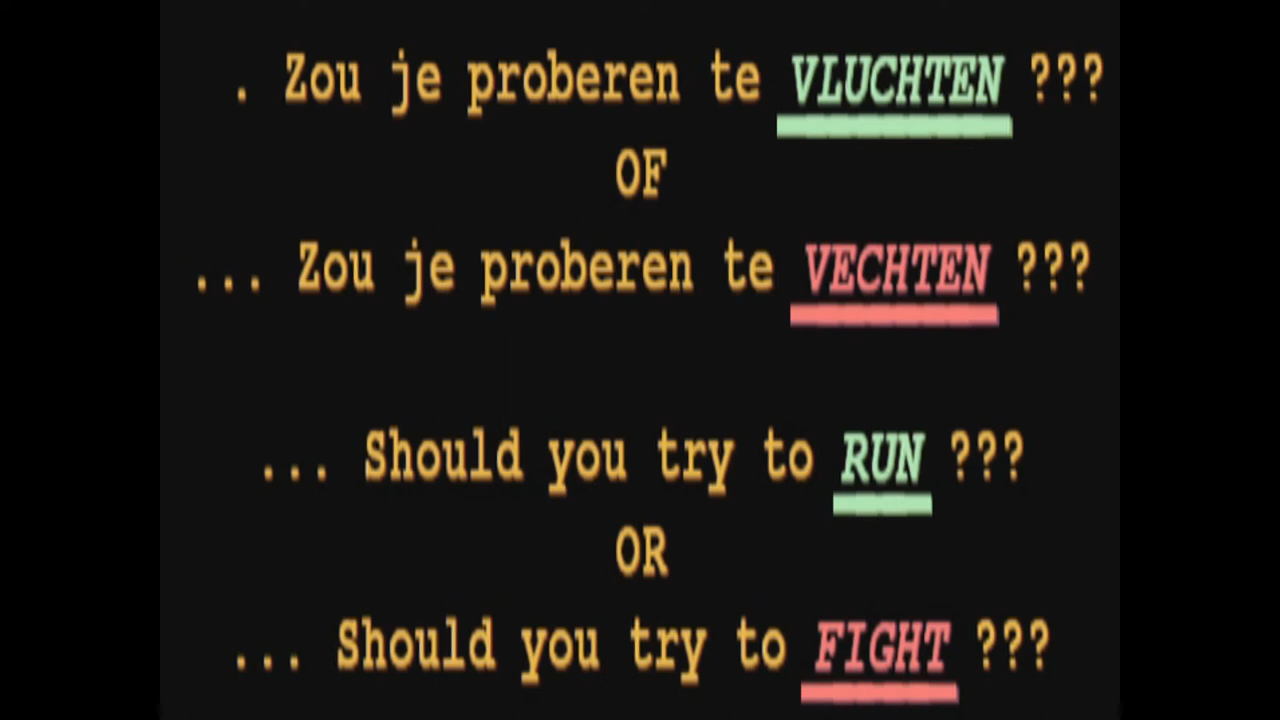 . Zou je proberen te VLUCHTEN ???
OF
... Zou je proberen te VECHTEN ???
... Should you try to RUN ???
OR
... Should you try to FIGHT ???